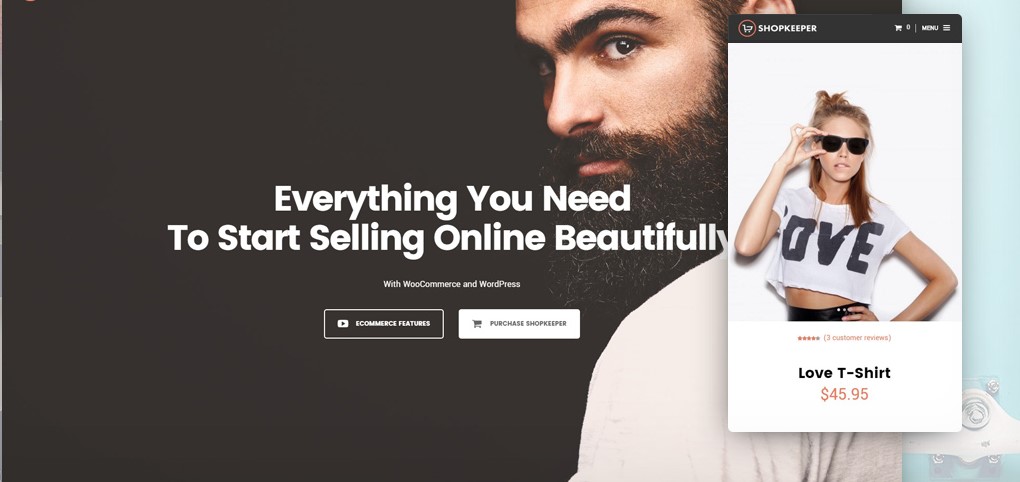 Everything You Need
To Start Selling Online Beautifully
With WooCommerce and WordPress
ECOMMERCE FEATURES
PURCHASE SHOPKEEPER
SHOPKEEPER
0 | MENU
OVE
(3 customer reviews)
Love T-Shirt
$45.95